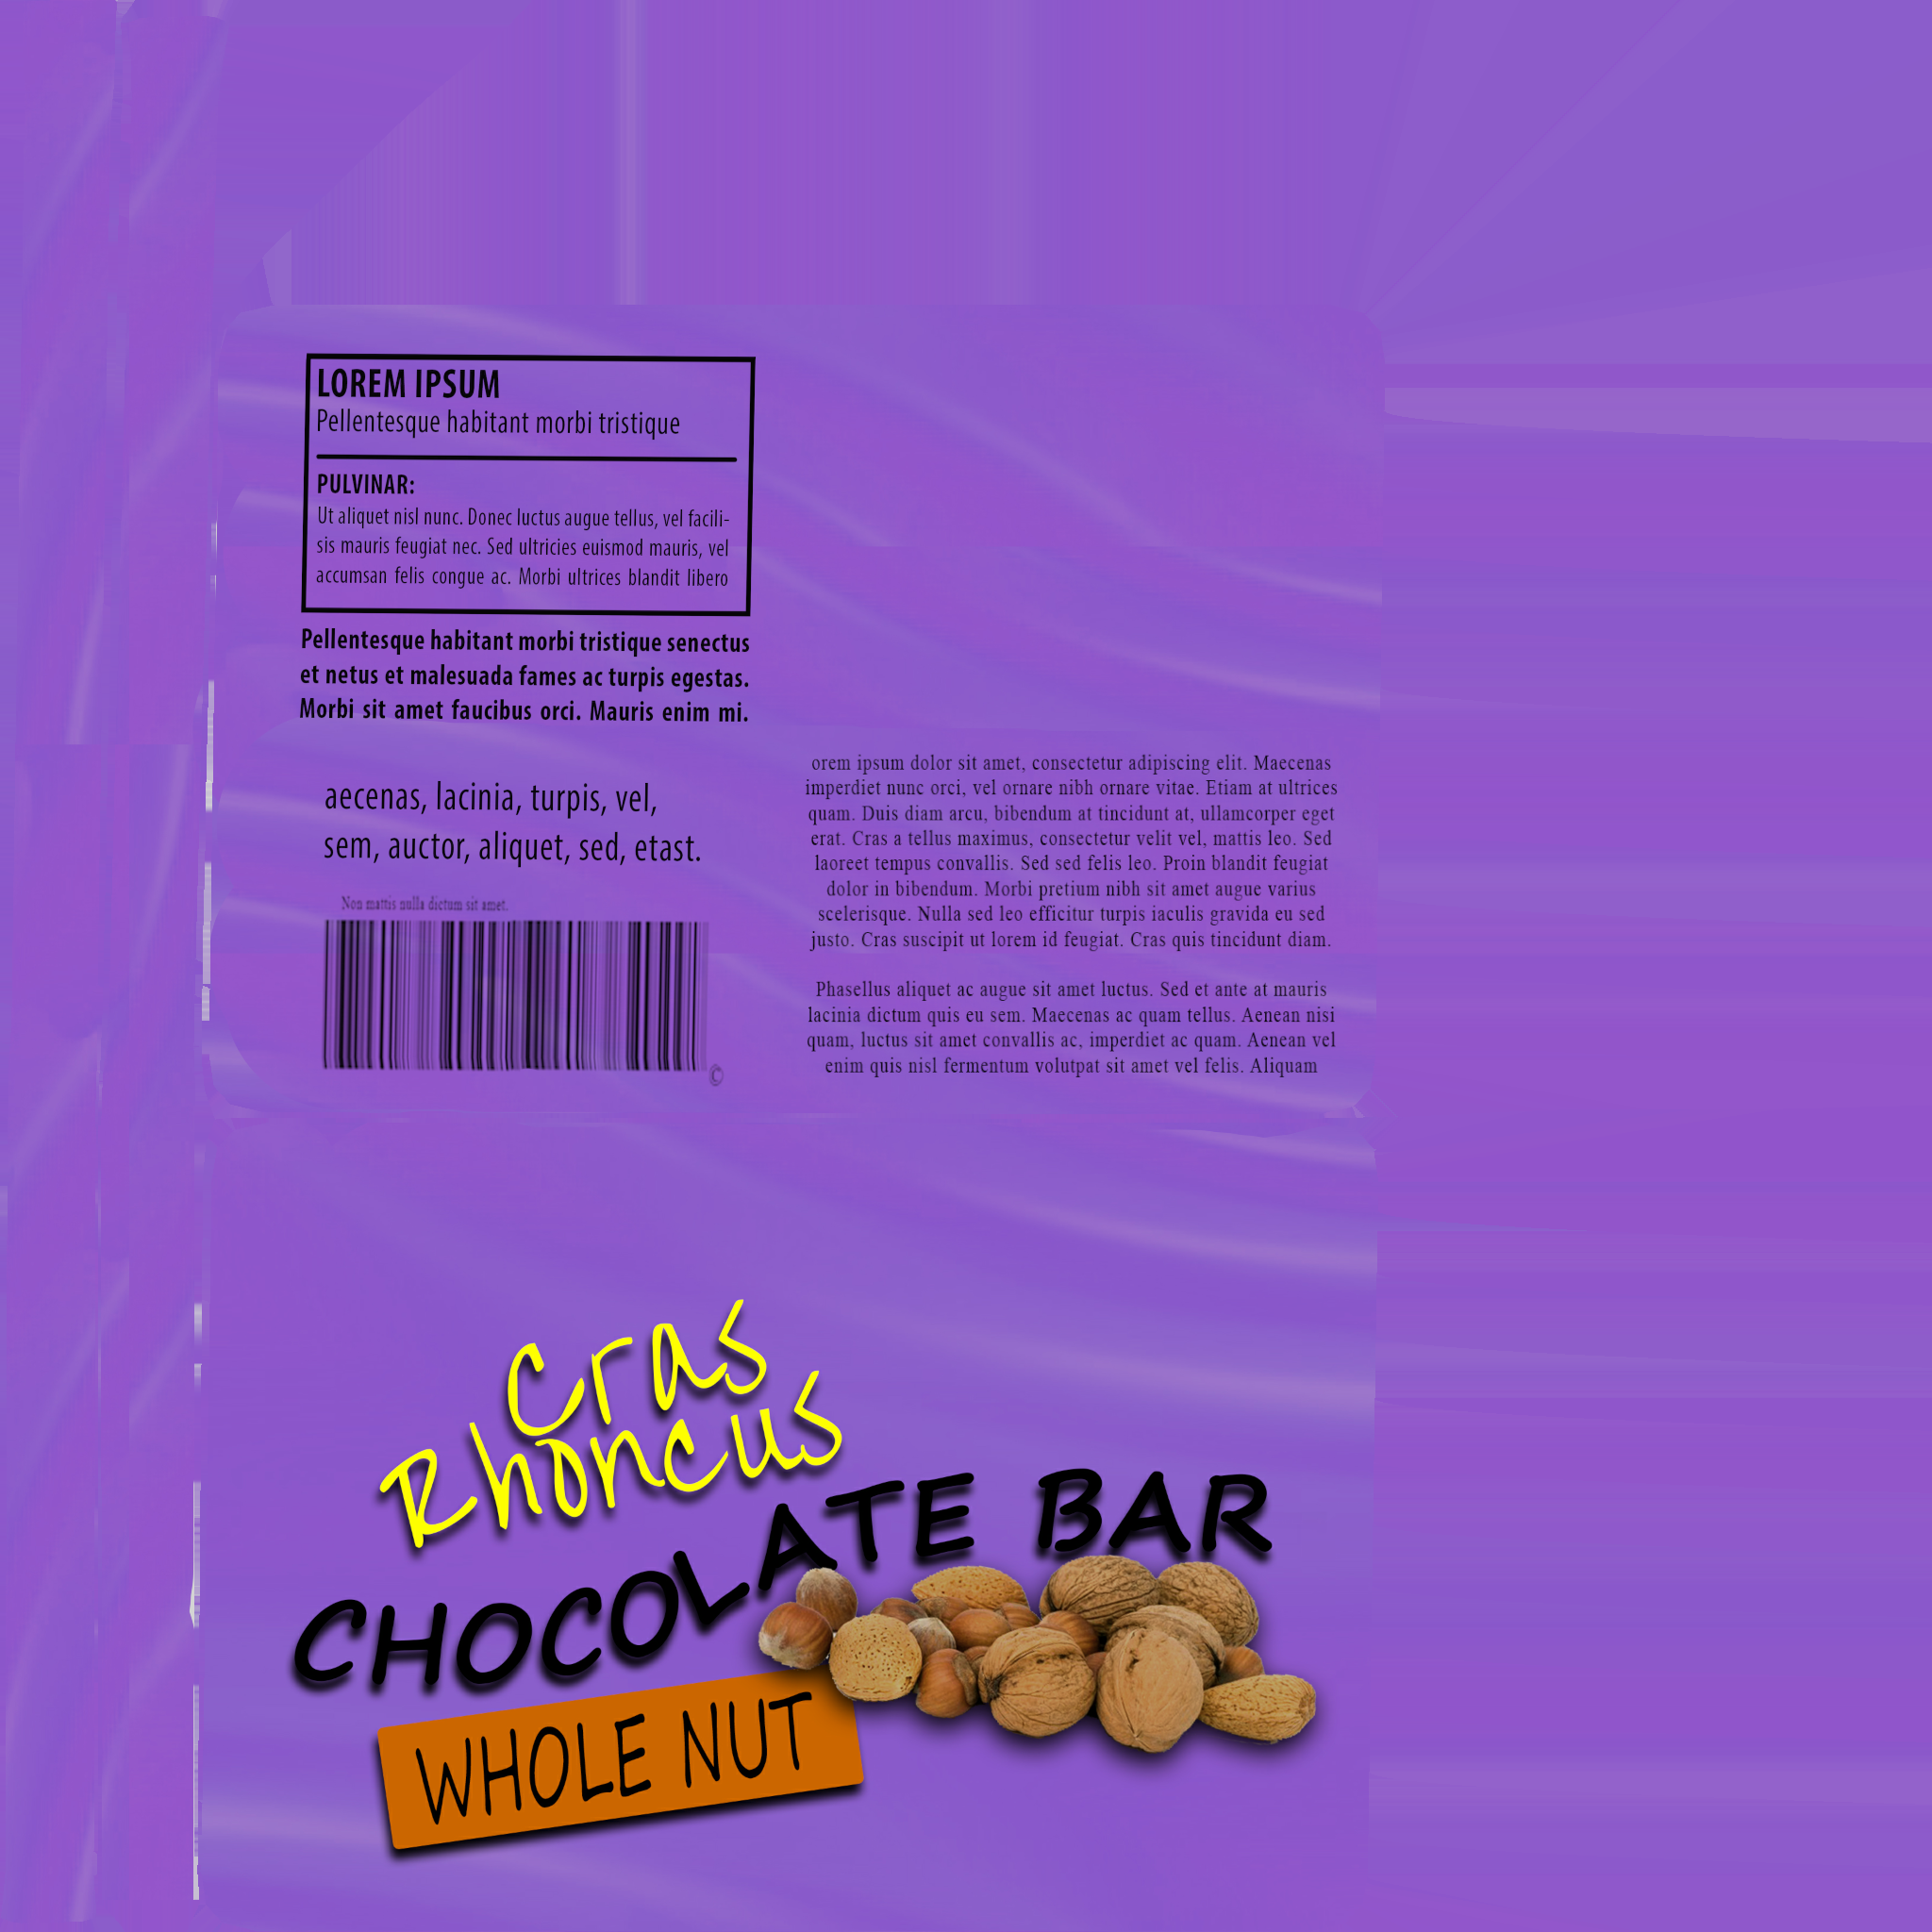 LOREM IPSUM
Pellentesque habitant morbi tristique
PULVINAR:
Ut aliquet nisl nunc. Donec luctus augue tellus, vel facili-
sis mauris feugiat nec. Sed ultricies euismod mauris, vel
accumsan felis congue ac. Morbi ultrices blandit libero
Pellentesque habitant morbi tristique senectus
et netus et malesuada fames ac turpis egestas.
Morbi sit amet faucibus orci. Mauris enim mi.
aecenas, lacinia, turpis, vel,
sem, auctor, aliquet, sed, etast.
Non mattis nulla dictum sit amet.
©
orem ipsum dolor sit amet, consectetur adipiscing elit. Maecenas
imperdiet nunc orci, vel ornare nibh ornare vitae. Etiam at ultrices
quam. Duis diam arcu, bibendum at tincidunt at, ullamcorper eget
erat. Cras a tellus maximus, consectetur velit vel, mattis leo. Sed
laoreet tempus convallis. Sed sed felis leo. Proin blandit feugiat
dolor in bibendum. Morbi pretium nibh sit amet augue varius
scelerisque. Nulla sed leo efficitur turpis iaculis gravida eu sed
justo. Cras suscipit ut lorem id feugiat. Cras quis tincidunt diam.
Phasellus aliquet ac augue sit amet luctus. Sed et ante at mauris
lacinia dictum quis eu sem. Maecenas ac quam tellus. Aenean nisi
quam, luctus sit amet convallis ac, imperdiet ac quam. Aenean vel
enim quis nisl fermentum volutpat sit amet vel felis. Aliquam
Cras
Rhoncus
CHOCOLATE BAR
WHOLE NUT